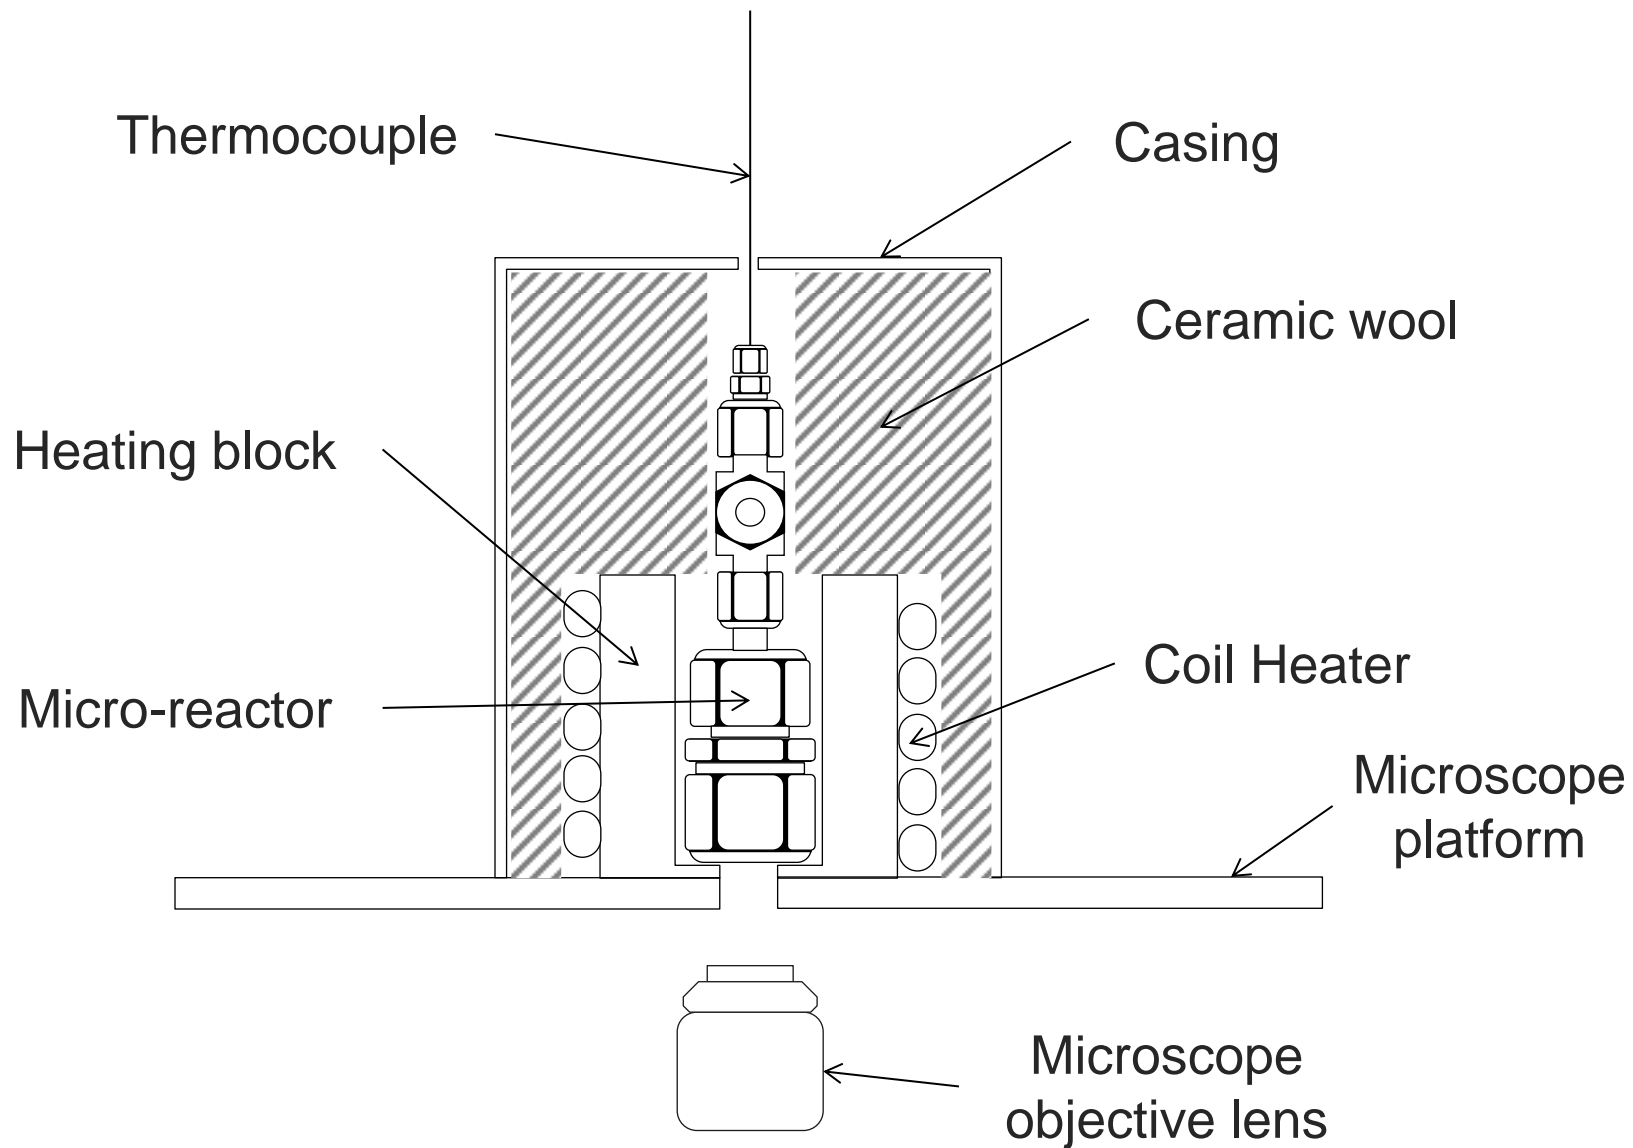 Thermocouple
Casing
Ceramic wool
Heating block
Coil Heater
Micro-reactor
Microscope
platform
Microscope
objective lens